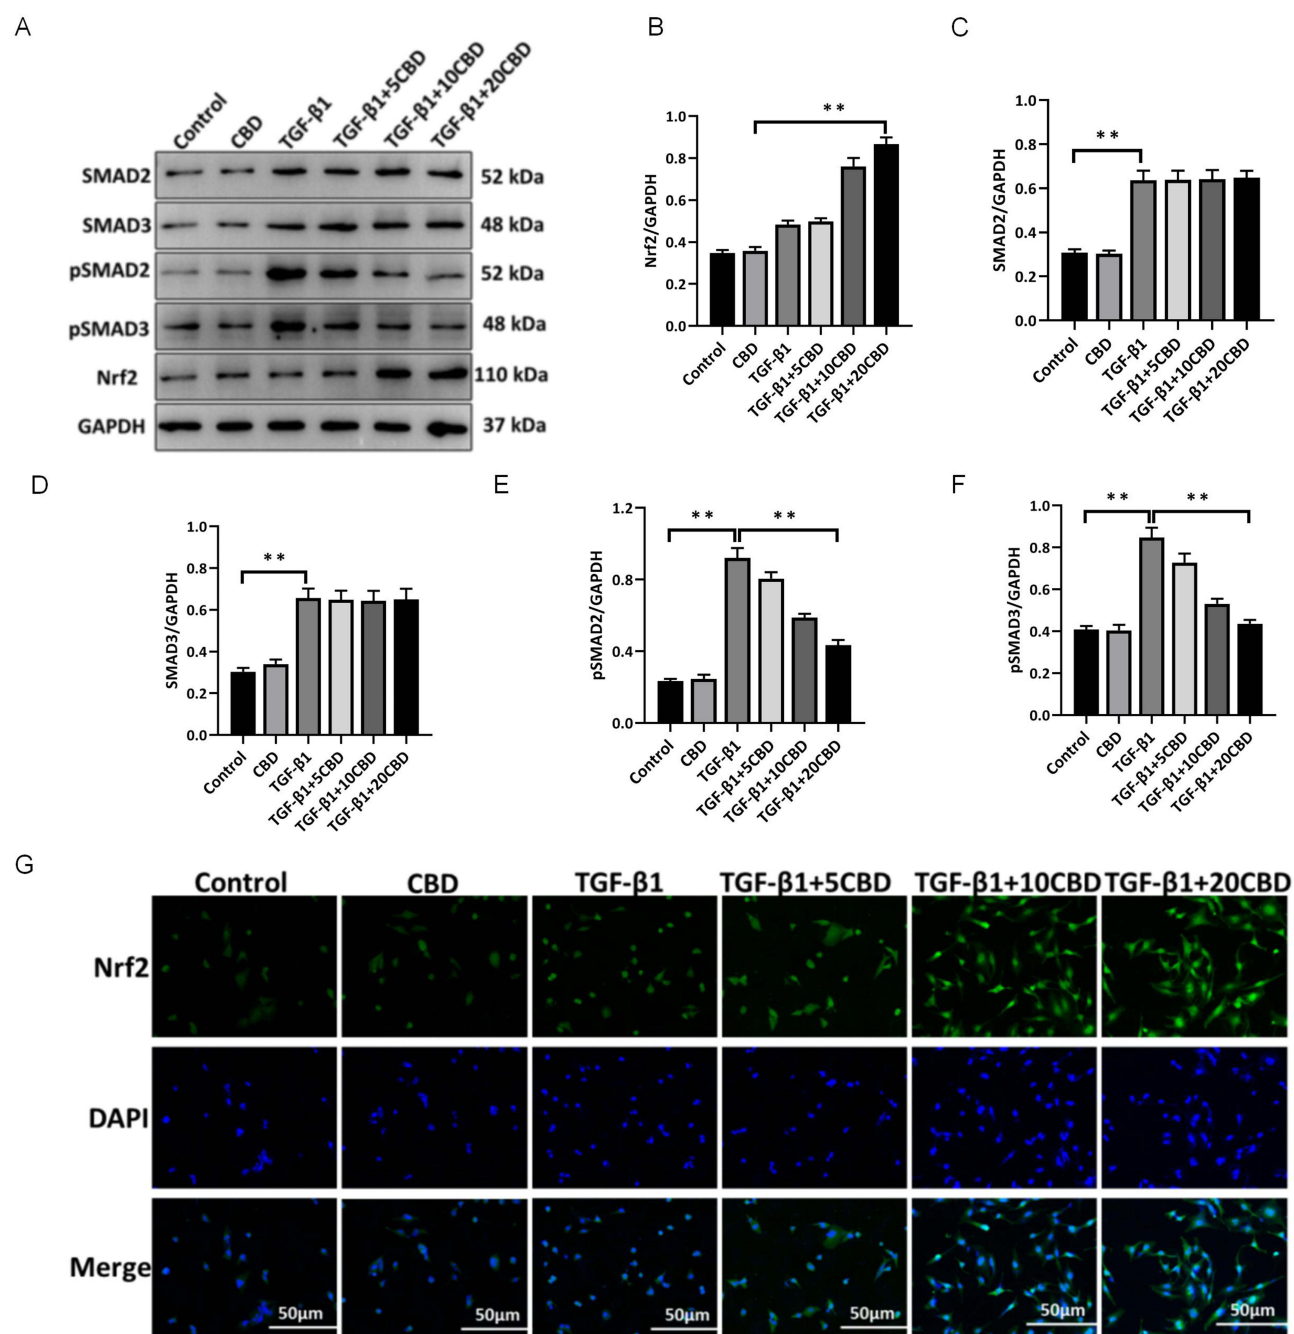 A
Control
CBD
TGF-β1
TGF-β1+5CBD
TGF-β1+10CBD
TGF-β1+20CBD
SMAD2 52 kDa
SMAD3 48 kDa
pSMAD2 52 kDa
pSMAD3 48 kDa
Nrf2 110 kDa
GAPDH 37 kDa
B
Nrf2/GAPDH
1.0
0.8
0.6
0.4
0.2
0.0
**
Control
CBD
TGF-β1
TGF-β1+5CBD
TGF-β1+10CBD
TGF-β1+20CBD
C
SMAD2/GAPDH
1.0
0.8
0.6
0.4
0.2
0.0
**
Control
CBD
TGF-β1
TGF-β1+5CBD
TGF-β1+10CBD
TGF-β1+20CBD
D
SMAD3/GAPDH
1.0
0.8
0.6
0.4
0.2
0.0
**
Control
CBD
TGF-β1
TGF-β1+5CBD
TGF-β1+10CBD
TGF-β1+20CBD
E
pSMAD2/GAPDH
1.2
0.8
0.4
0.0
** **
Control
CBD
TGF-β1
TGF-β1+5CBD
TGF-β1+10CBD
TGF-β1+20CBD
F
pSMAD3/GAPDH
1.0
0.8
0.6
0.4
0.2
0.0
** **
Control
CBD
TGF-β1
TGF-β1+5CBD
TGF-β1+10CBD
TGF-β1+20CBD
G
Control CBD TGF-β1 TGF-β1+5CBD TGF-β1+10CBD TGF-β1+20CBD
Nrf2
DAPI
Merge
50μm 50μm 50μm 50μm 50μm 50μm